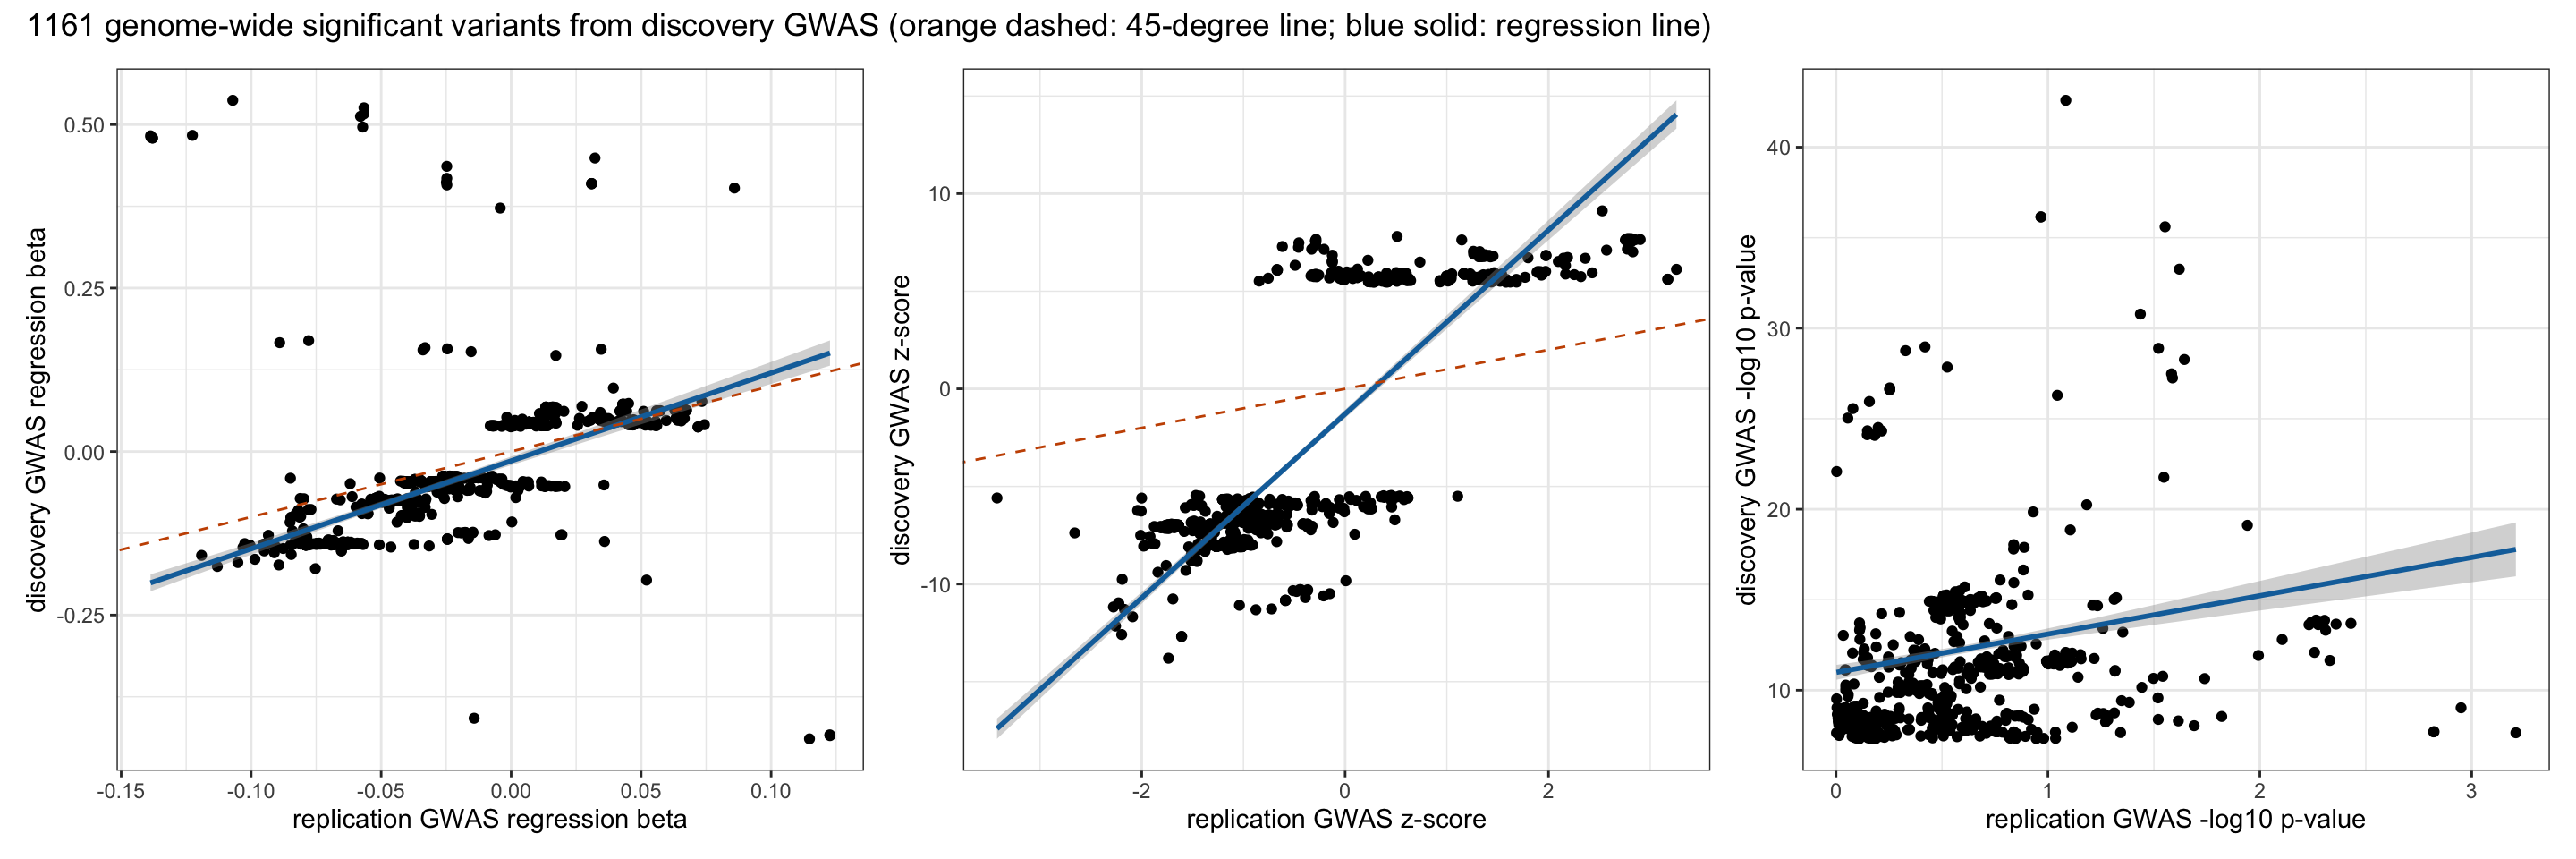 1161 genome-wide significant variants from discovery GWAS (orange dashed: 45-degree line; blue solid: regression line)
discovery GWAS regression beta
0.50
0.25
0.00
-0.25
-0.15 -0.10 -0.05 0.00 0.05 0.10
replication GWAS regression beta
discovery GWAS z-score
10
0
-10
-2 0 2
replication GWAS z-score
discovery GWAS -log10 p-value
40
30
20
10
0 1 2 3
replication GWAS -log10 p-value